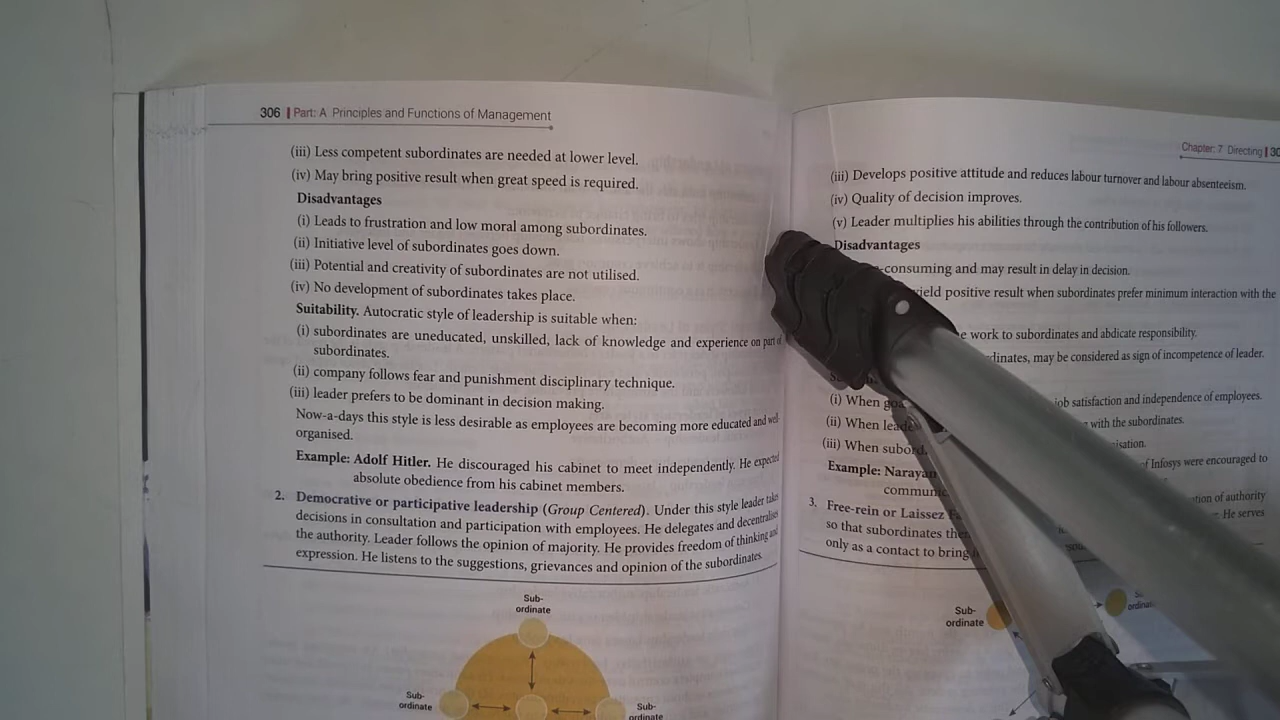 306 Part: A Principles and Functions of Management
(iii) Less competent subordinates are needed at lower level.
(iv) May bring positive result when great speed is required.
Disadvantages
(i) Leads to frustration and low moral among subordinates.
(ii) Initiative level of subordinates goes down.
(iii) Potential and creativity of subordinates are not utilised.
(iv) No development of subordinates takes place.
Suitability. Autocratic style of leadership is suitable when:
(i) subordinates are uneducated, unskilled, lack of knowledge and experience on part of
subordinates.
(ii) company follows fear and punishment disciplinary technique.
(iii) leader prefers to be dominant in decision making.
Now-a-days this style is less desirable as employees are becoming more educated and well-
organised.
Example: Adolf Hitler. He discouraged his cabinet to meet independently. He expected
absolute obedience from his cabinet members.
2. Democrative or participative leadership (Group Centered). Under this style leader takes
decisions in consultation and participation with employees. He delegates and decentralises
the authority. Leader follows the opinion of majority. He provides freedom of thinking and
expression. He listens to the suggestions, grievances and opinion of the subordinates.
Sub-
ordinate
Sub-
ordinate
Sub-
ordinate
Chapter: 7 Directing
(iii) Develops positive attitude and reduces labour turnover and labour absenteeism.
(iv) Quality of decision improves.
(v) Leader multiplies his abilities through the contribution of his followers.
Disadvantages
consuming and may result in delay in decision.
positive result when subordinates prefer minimum interaction with the
work to subordinates and abdicate responsibility.
may be considered as sign of incompetence of leader.
(i) When job satisfaction and independence of employees.
(ii) When with the subordinates.
(iii) When
Example: Narayan of Infosys were encouraged to
3. Free-rein or Laissez of authority
so that subordinates He serves
only as a contact to bring
Sub-
ordinate